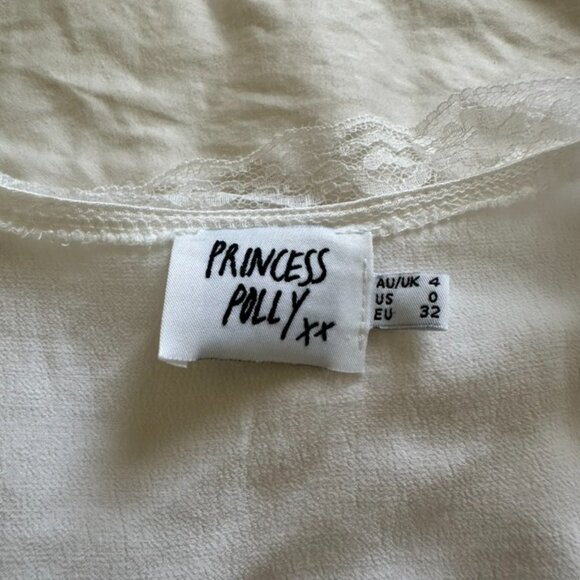 PRINCESS
POLLY
xx
AU/UK 4
US 0
EU 32